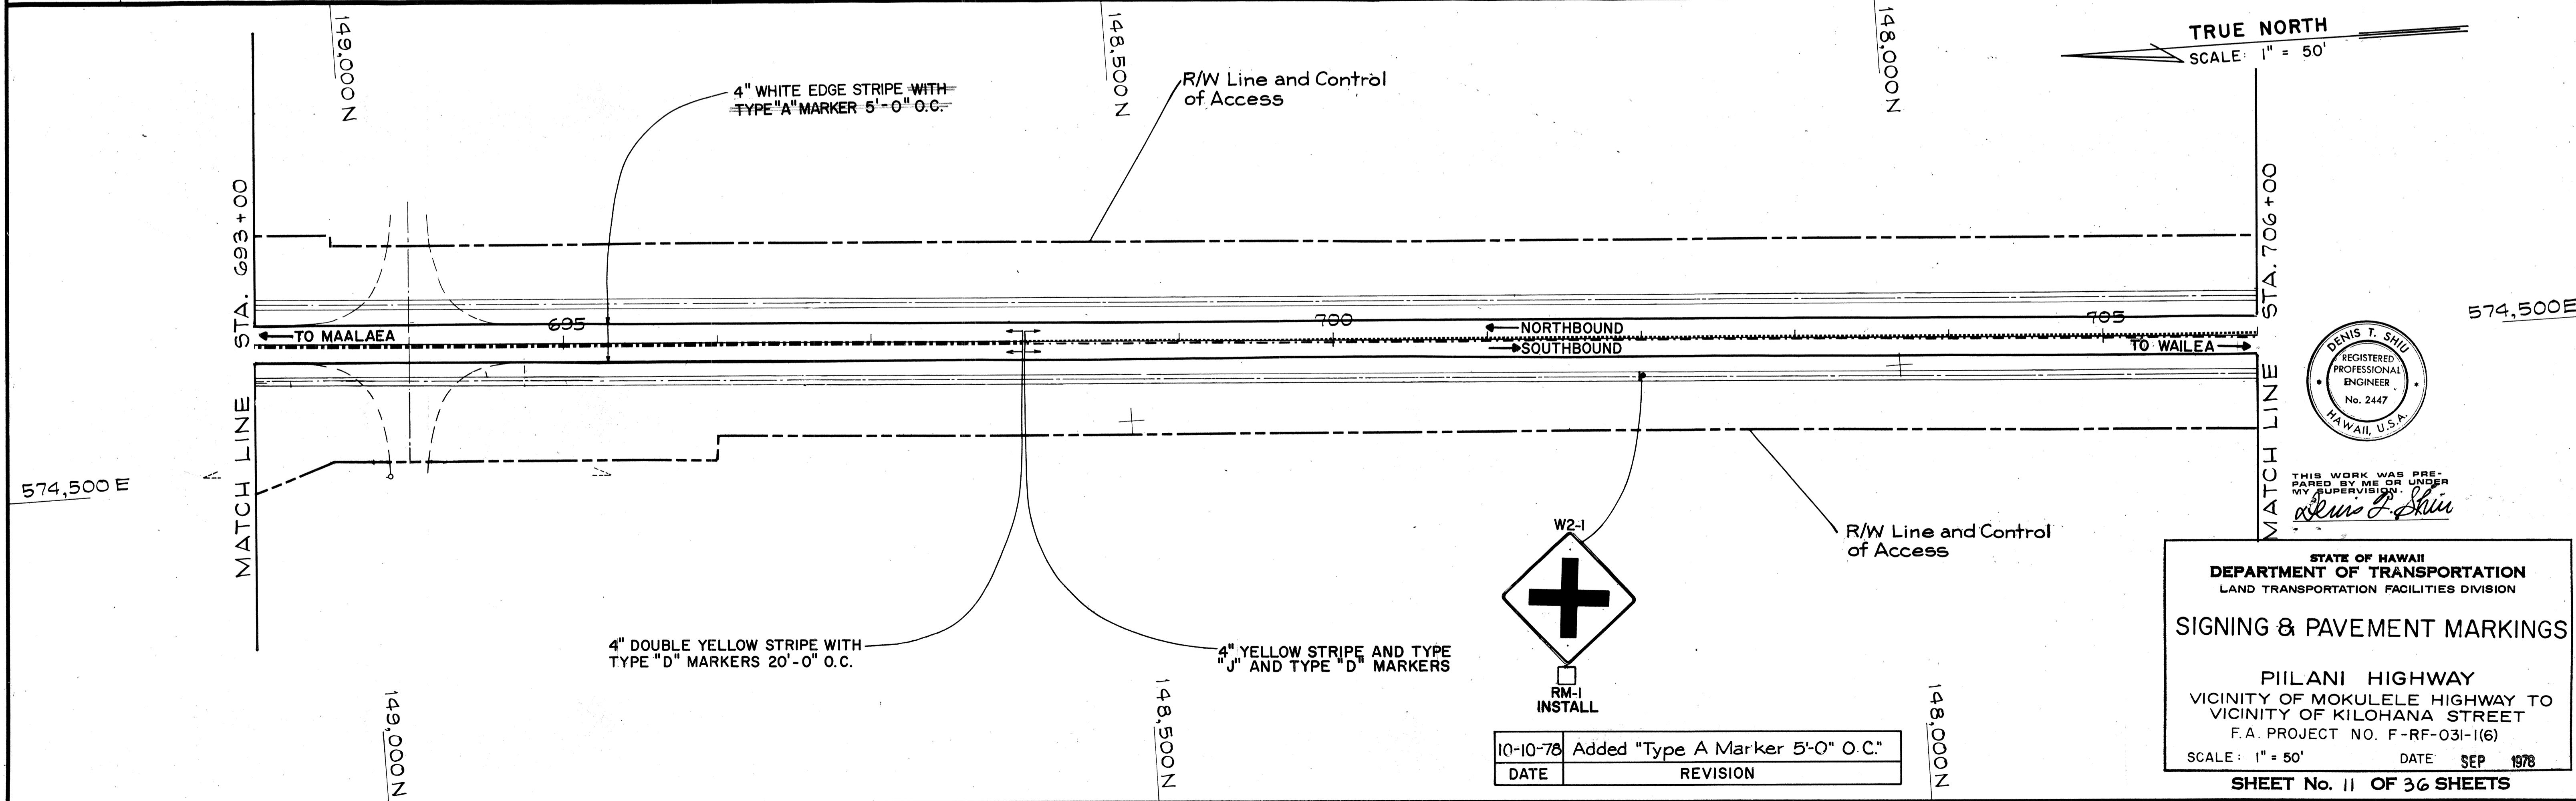 149,000N
148,500N
148,000N
TRUE NORTH
SCALE: 1" = 50'
4" WHITE EDGE STRIPE WITH
TYPE "A" MARKER 5'-0" O.C.
R/W Line and Control
of Access
STA. 693+00
STA. 706+00
574,500E
695
700
705
NORTHBOUND
TO MAALAEA
SOUTHBOUND
TO WAILEA
MATCH LINE
MATCH LINE
574,500 E
DENIS T. SHIU
REGISTERED
PROFESSIONAL
ENGINEER
No. 2447
HAWAII, U.S.A.
THIS WORK WAS PRE-
PARED BY ME OR UNDER
MY SUPERVISION.
Denis T. Shiu
W2-1
R/W Line and Control
of Access
4" DOUBLE YELLOW STRIPE WITH
TYPE "D" MARKERS 20'-0" O.C.
4" YELLOW STRIPE AND TYPE
"J" AND TYPE "D" MARKERS
RM-1
INSTALL
149,000N
148,500N
148,000N
10-10-78 Added "Type A Marker 5'-0" O.C."
DATE REVISION
STATE OF HAWAII
DEPARTMENT OF TRANSPORTATION
LAND TRANSPORTATION FACILITIES DIVISION
SIGNING & PAVEMENT MARKINGS
PIILANI HIGHWAY
VICINITY OF MOKULELE HIGHWAY TO
VICINITY OF KILOHANA STREET
F.A. PROJECT NO. F-RF-031-1(6)
SCALE: 1" = 50' DATE SEP 1978
SHEET No. 11 OF 36 SHEETS